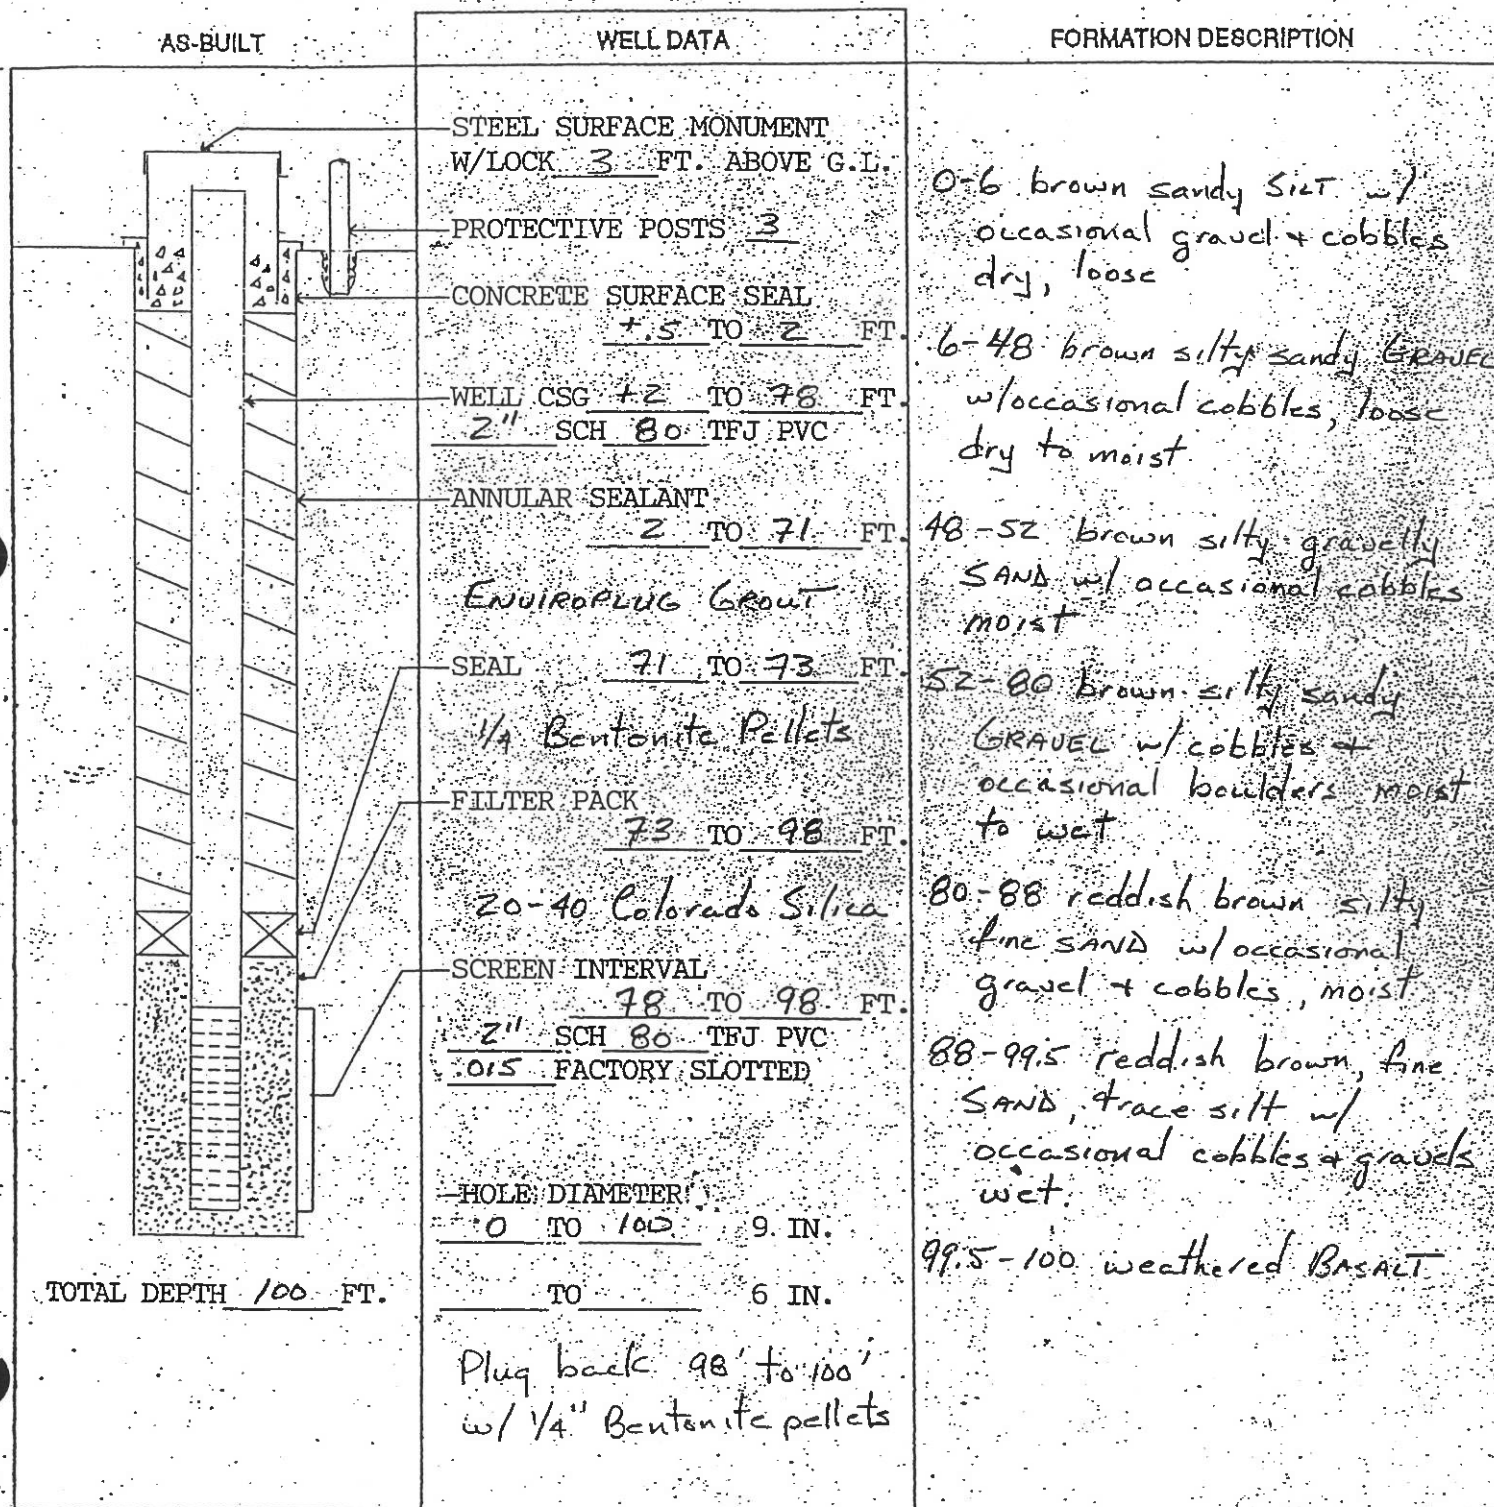 AS-BUILT
WELL DATA
FORMATION DESCRIPTION
STEEL SURFACE MONUMENT
W/LOCK 3 FT. ABOVE G.L.
PROTECTIVE POSTS 3
CONCRETE SURFACE SEAL
+.5 TO 2 FT.
WELL CSG +2 TO 78 FT.
2" SCH 80 TFJ PVC
ANNULAR SEALANT
2 TO 71 FT.
ENVIROPLUG GROUT
SEAL 71 TO 73 FT.
1/4 Bentonite Pellets
FILTER PACK
73 TO 98 FT.
20-40 Colorado Silica
SCREEN INTERVAL
78 TO 98 FT.
2" SCH 80 TFJ PVC
.015 FACTORY SLOTTED
HOLE DIAMETER
0 TO 100 9 IN.
TO 6 IN.
Plug back 98' to 100'
w/ 1/4" Bentonite pellets
TOTAL DEPTH 100 FT.
0-6 brown sandy SILT w/
occasional gravel + cobbles
dry, loose
6-48 brown silty sandy GRAVEL
w/occasional cobbles, loose
dry to moist
48-52 brown silty gravelly
SAND w/ occasional cobbles
moist
52-80 brown silty sandy
GRAVEL w/ cobbles +
occasional boulders moist
to wet
80-88 reddish brown silty
fine SAND w/occasional
gravel + cobbles, moist
88-99.5 reddish brown, fine
SAND, trace silt w/
occasional cobbles + gravels
wet.
99.5-100 weathered BASALT